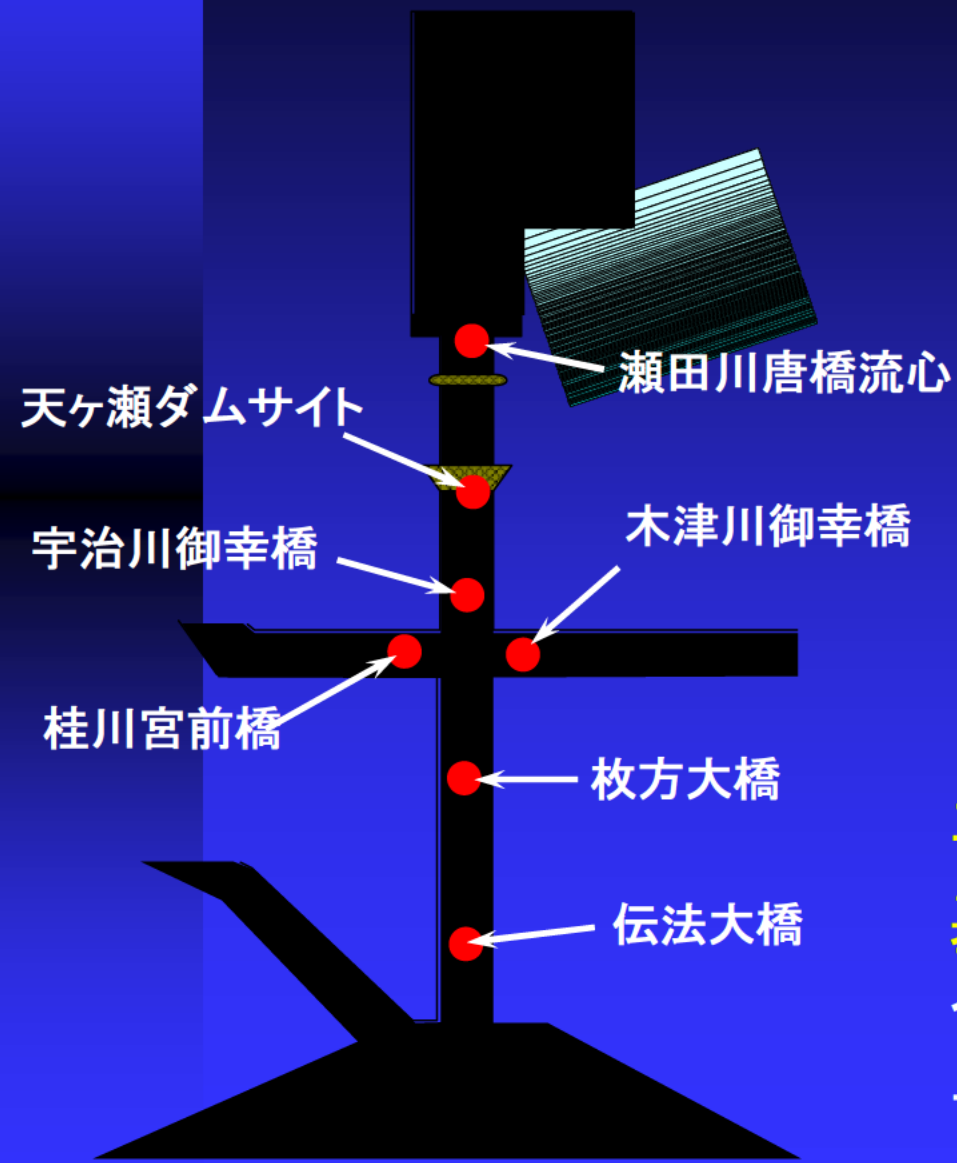 瀬田川唐橋流心
天ヶ瀬ダムサイト
木津川御幸橋
宇治川御幸橋
桂川宮前橋
枚方大橋
伝法大橋